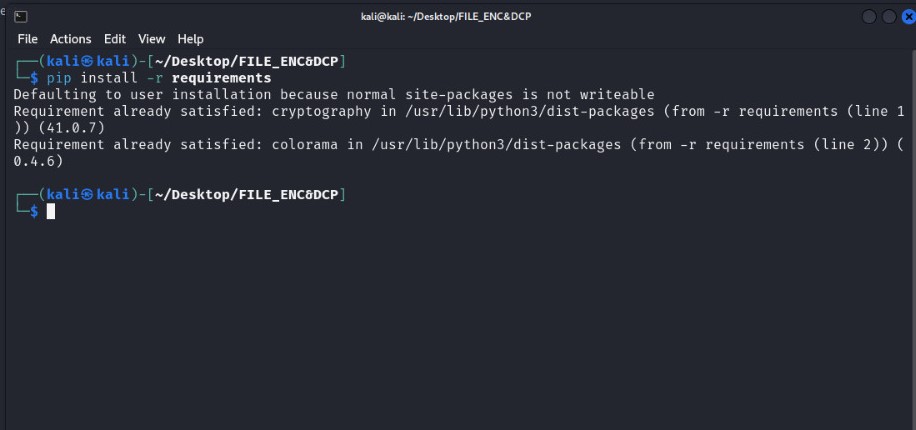 kali@kali: ~/Desktop/FILE_ENC&DCP
File Actions Edit View Help
┌──(kali㉿kali)-[~/Desktop/FILE_ENC&DCP]
└─$ pip install -r requirements
Defaulting to user installation because normal site-packages is not writeable
Requirement already satisfied: cryptography in /usr/lib/python3/dist-packages (from -r requirements (line 1
)) (41.0.7)
Requirement already satisfied: colorama in /usr/lib/python3/dist-packages (from -r requirements (line 2)) (
0.4.6)
┌──(kali㉿kali)-[~/Desktop/FILE_ENC&DCP]
└─$